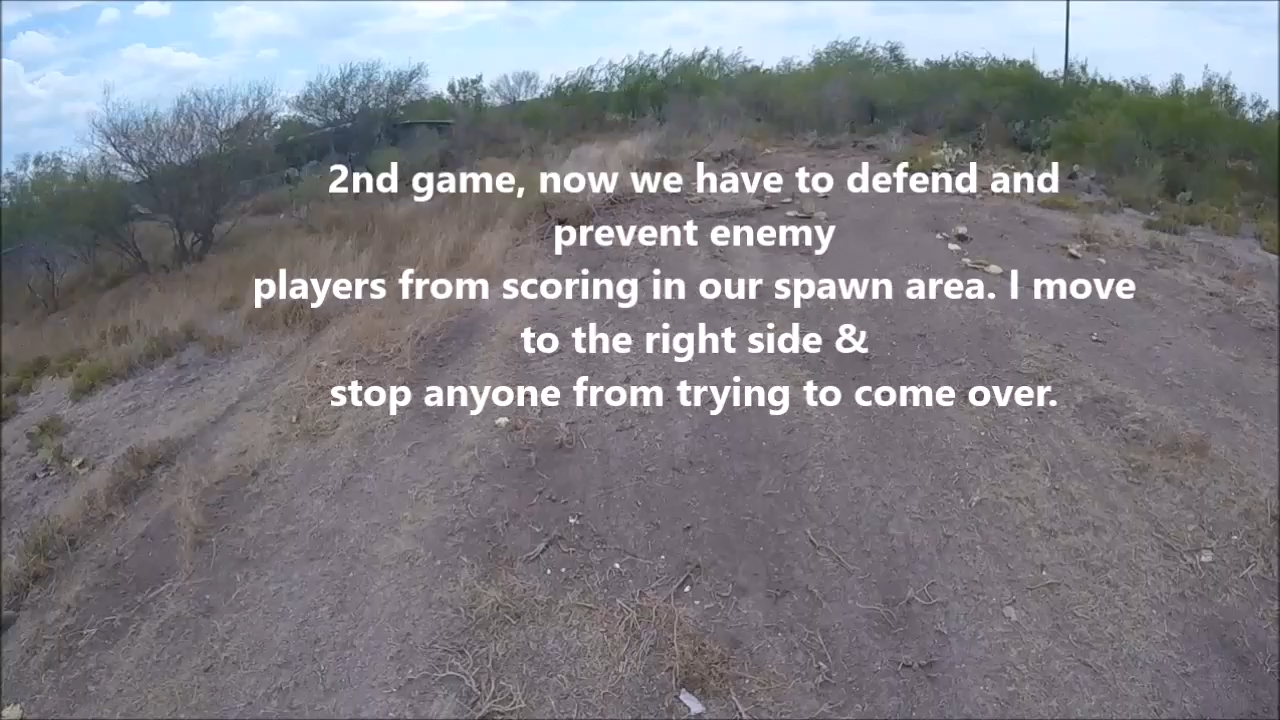 2nd game, now we have to defend and
prevent enemy
players from scoring in our spawn area. I move
to the right side &
stop anyone from trying to come over.